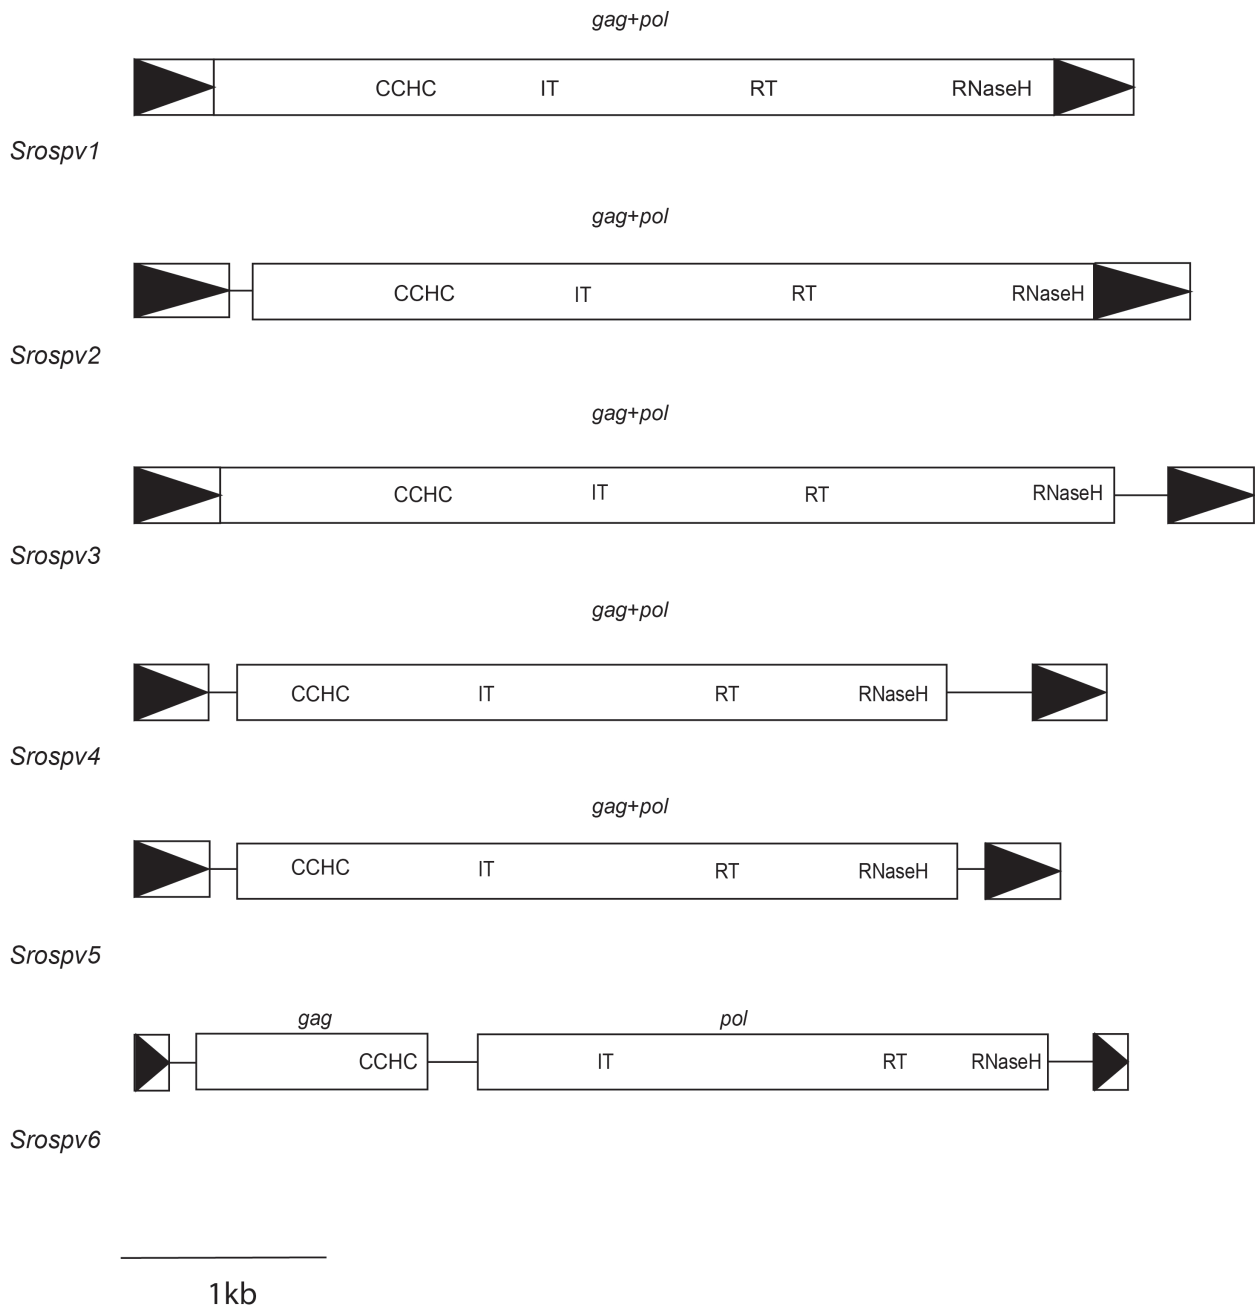 gag+pol
CCHC IT RT RNaseH
Srospv1
gag+pol
CCHC IT RT RNaseH
Srospv2
gag+pol
CCHC IT RT RNaseH
Srospv3
gag+pol
CCHC IT RT RNaseH
Srospv4
gag+pol
CCHC IT RT RNaseH
Srospv5
gag pol
CCHC IT RT RNaseH
Srospv6
1kb